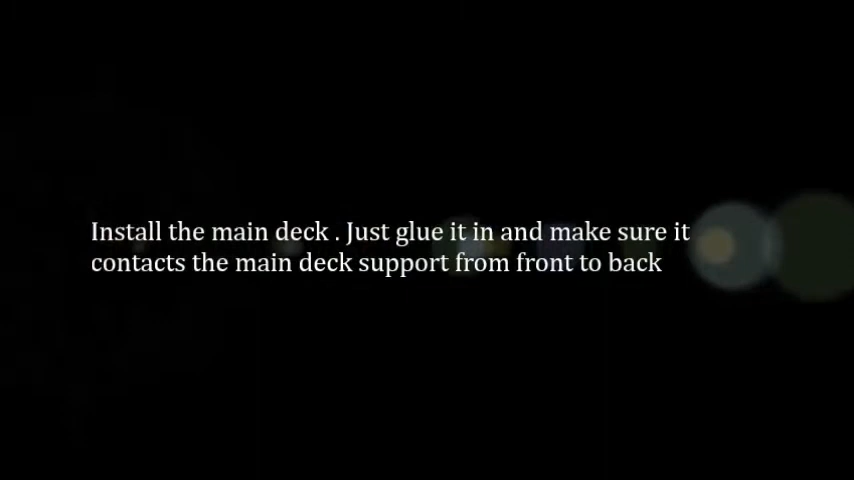 Install the main deck . Just glue it in and make sure it
contacts the main deck support from front to back